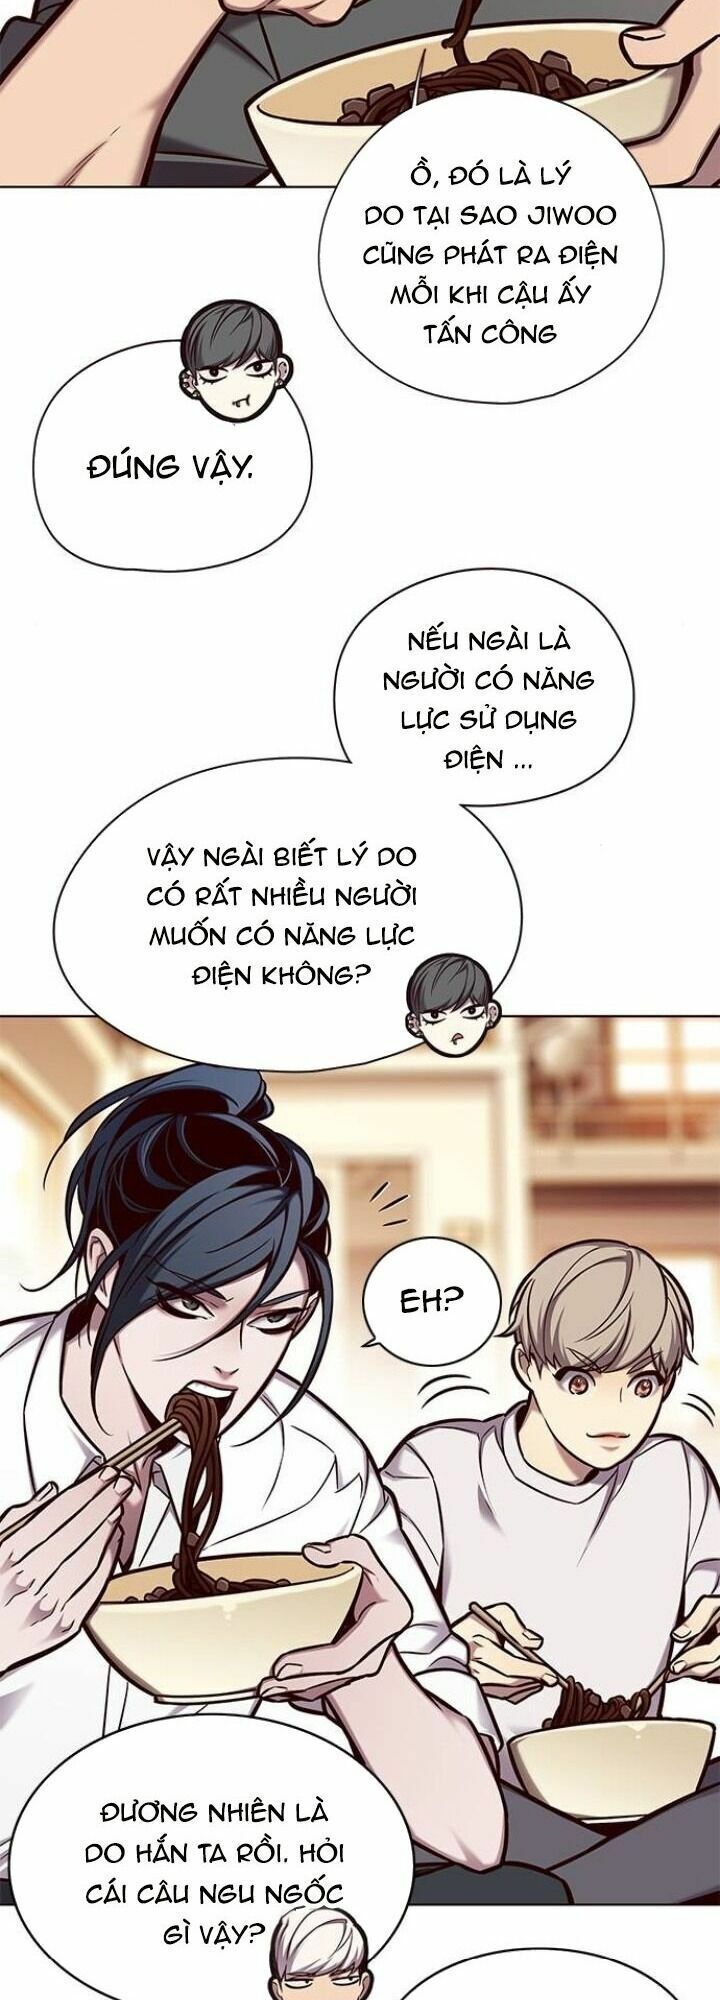 Ồ, ĐÓ LÀ LÝ
DO TẠI SAO JIWOO
CŨNG PHÁT RA ĐIỆN
MỖI KHI CẬU ẤY
TẤN CÔNG
ĐÚNG VẬY.
NẾU NGÀI LÀ
NGƯỜI CÓ NĂNG
LỰC SỬ DỤNG
ĐIỆN ...
VẬY NGÀI BIẾT LÝ DO
CÓ RẤT NHIỀU NGƯỜI
MUỐN CÓ NĂNG LỰC
ĐIỆN KHÔNG?
EH?
ĐƯƠNG NHIÊN LÀ
DO HẮN TA RỒI. HỎI
CÁI CÂU NGU NGỐC
GÌ VẬY?